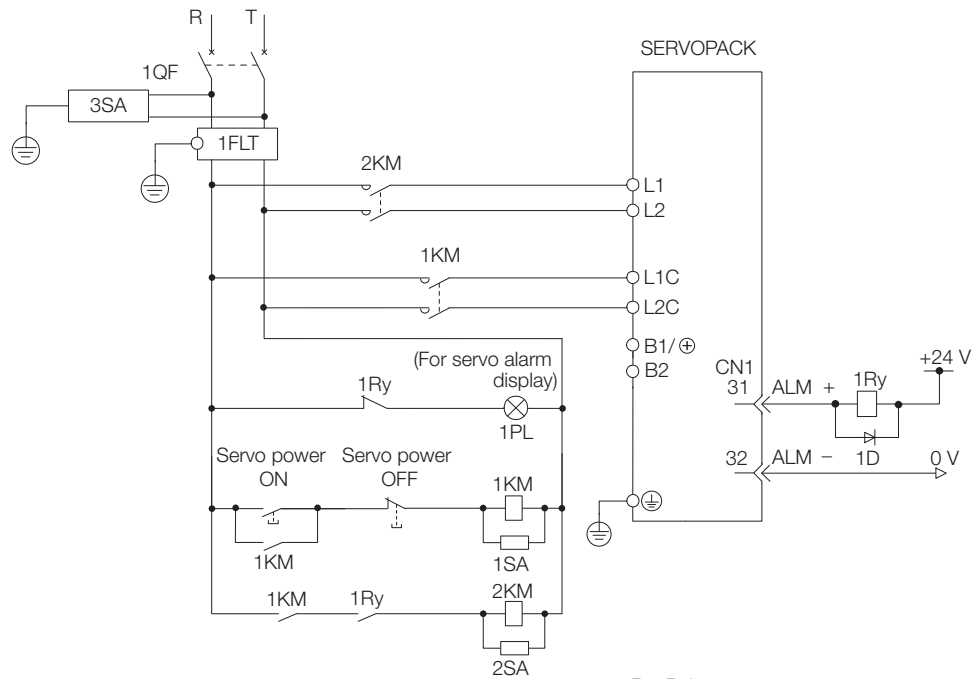 R T
SERVOPACK
1QF
3SA
1FLT
2KM
L1
L2
1KM
L1C
L2C
B1/⊕
B2
(For servo alarm
display)
1Ry
1PL
CN1
+24 V
31 ALM + 1Ry
1D
32 ALM − 0 V
Servo power
ON
Servo power
OFF
1KM
1KM
1SA
1KM 1Ry 2KM
2SA